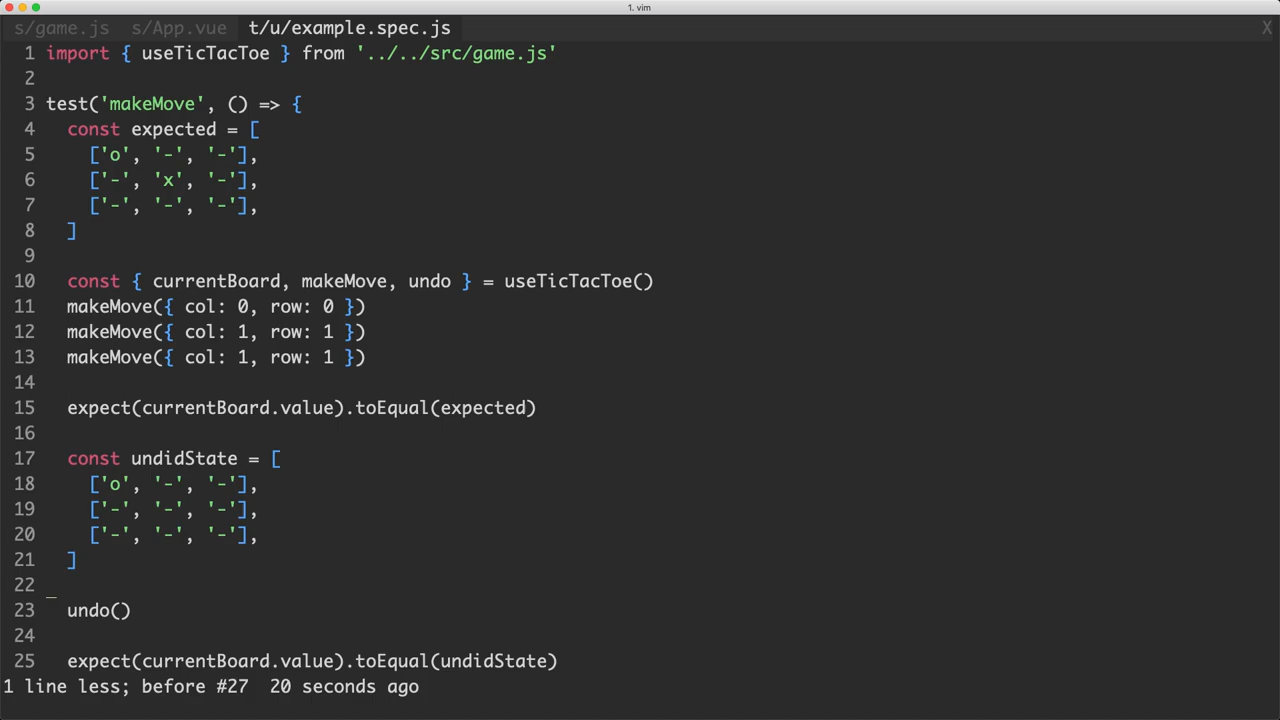 1. vim
s/game.js s/App.vue t/u/example.spec.js X
1 import { useTicTacToe } from '../../src/game.js'
2
3 test('makeMove', () => {
4   const expected = [
5     ['o', '-', '-'],
6     ['-', 'x', '-'],
7     ['-', '-', '-'],
8   ]
9
10   const { currentBoard, makeMove, undo } = useTicTacToe()
11   makeMove({ col: 0, row: 0 })
12   makeMove({ col: 1, row: 1 })
13   makeMove({ col: 1, row: 1 })
14
15   expect(currentBoard.value).toEqual(expected)
16
17   const undidState = [
18     ['o', '-', '-'],
19     ['-', '-', '-'],
20     ['-', '-', '-'],
21   ]
22
23   undo()
24
25   expect(currentBoard.value).toEqual(undidState)
1 line less; before #27  20 seconds ago